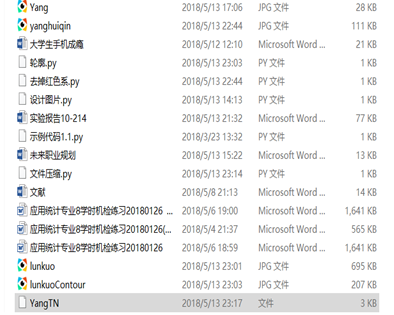 Yang 2018/5/13 17:06 JPG 文件 28 KB
yanghuiqin 2018/5/13 22:44 JPG 文件 111 KB
大学生手机成瘾 2018/5/12 12:10 Microsoft Word ... 21 KB
轮廓.py 2018/5/13 23:03 PY 文件 1 KB
去掉红色系.py 2018/5/13 22:44 PY 文件 1 KB
设计图片.py 2018/5/13 14:13 PY 文件 1 KB
实验报告10-214 2018/5/13 21:32 Microsoft Word ... 77 KB
示例代码1.1.py 2018/3/23 13:32 PY 文件 1 KB
未来职业规划 2018/5/13 15:22 Microsoft Word ... 13 KB
文件压缩.py 2018/5/13 23:14 PY 文件 1 KB
文献 2018/5/8 21:13 Microsoft Word ... 14 KB
应用统计专业8学时机检练习20180126 ... 2018/5/6 19:00 Microsoft Word ... 1,641 KB
应用统计专业8学时机检练习20180126(... 2018/5/4 21:37 Microsoft Word ... 565 KB
应用统计专业8学时机检练习20180126 2018/5/6 18:59 Microsoft Word ... 1,641 KB
lunkuo 2018/5/13 23:01 JPG 文件 695 KB
lunkuoContour 2018/5/13 23:03 JPG 文件 207 KB
YangTN 2018/5/13 23:17 文件 3 KB